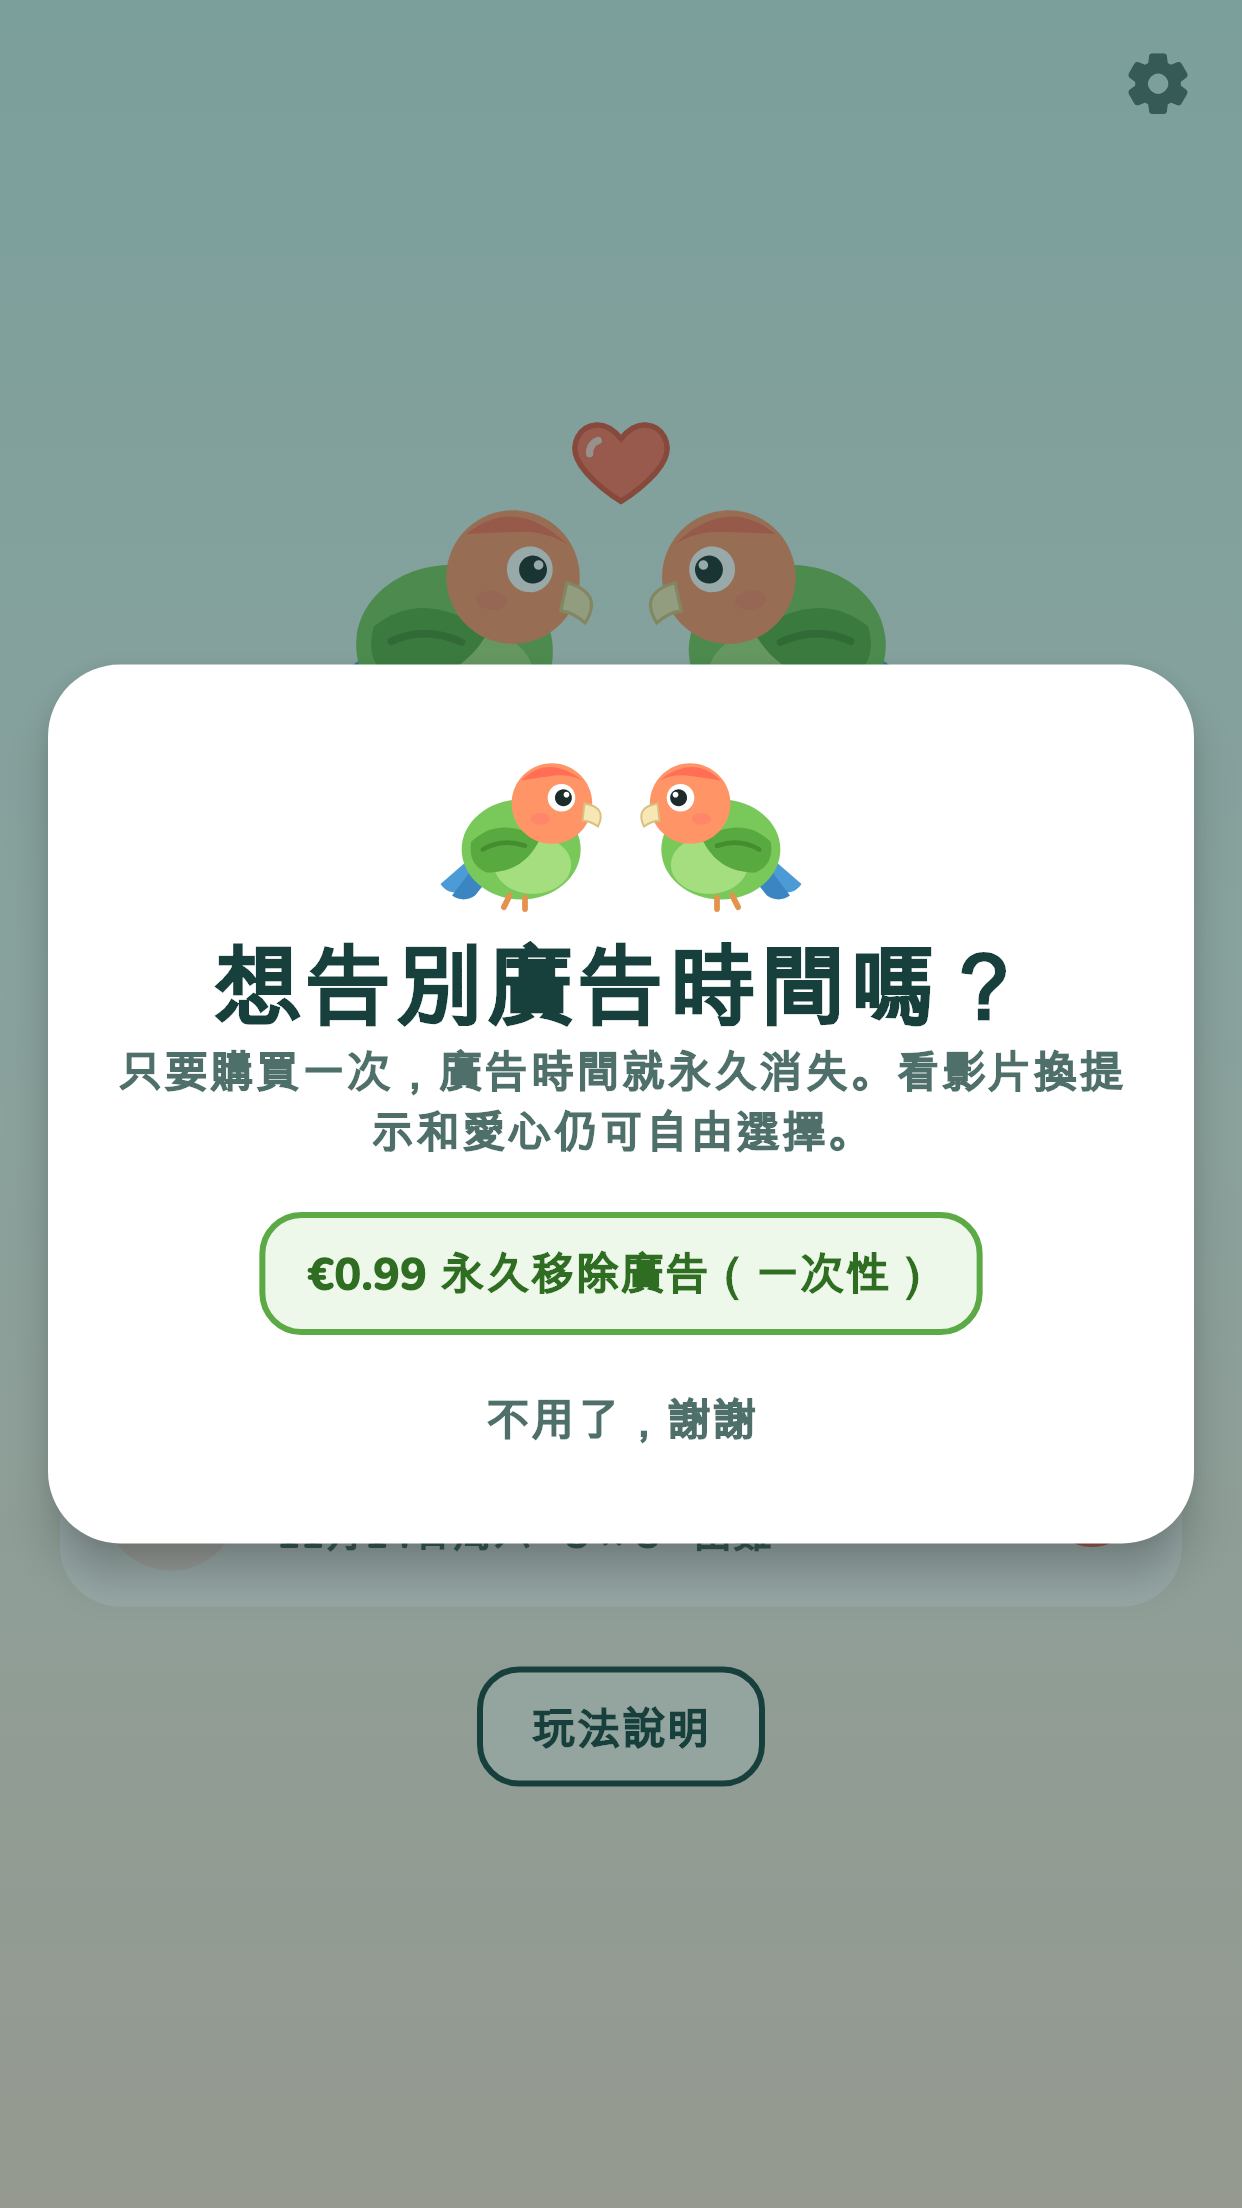 想告別廣告時間嗎？
只要購買一次，廣告時間就永久消失。看影片換提
示和愛心仍可自由選擇。
€0.99 永久移除廣告（一次性）
不用了，謝謝
玩法說明